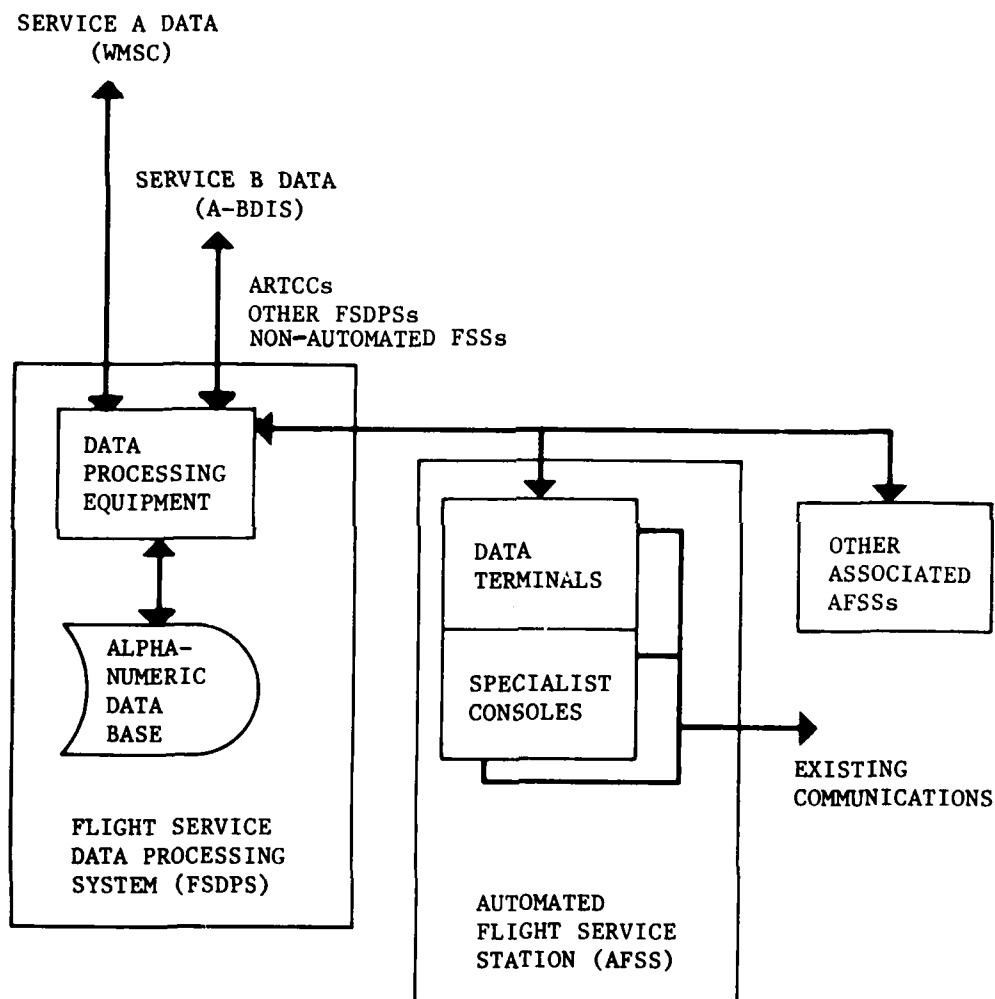 SERVICE A DATA
(WMSC)
SERVICE B DATA
(A-BDIS)
ARTCCs
OTHER FSDPSs
NON-AUTOMATED FSSs
DATA
PROCESSING
EQUIPMENT
ALPHA-
NUMERIC
DATA
BASE
FLIGHT SERVICE
DATA PROCESSING
SYSTEM (FSDPS)
DATA
TERMINALS
SPECIALIST
CONSOLES
OTHER
ASSOCIATED
AFSSs
EXISTING
COMMUNICATIONS
AUTOMATED
FLIGHT SERVICE
STATION (AFSS)